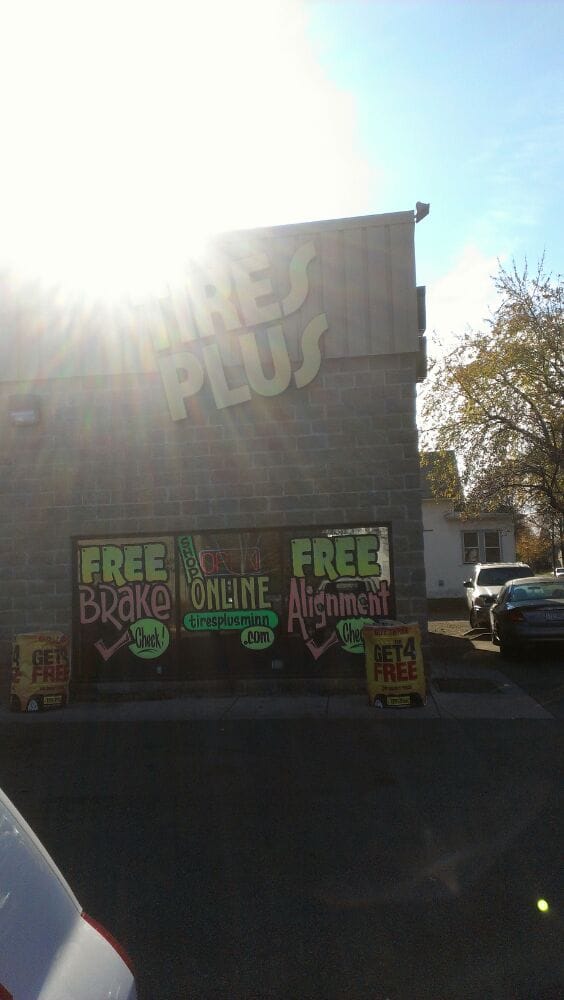 TIRES
PLUS
FREE
BRAKE
Check!
SHOP
OPEN
ONLINE
tiresplusminn
.com
FREE
Alignment
Check
4
GET
FREE
GET 4
FREE